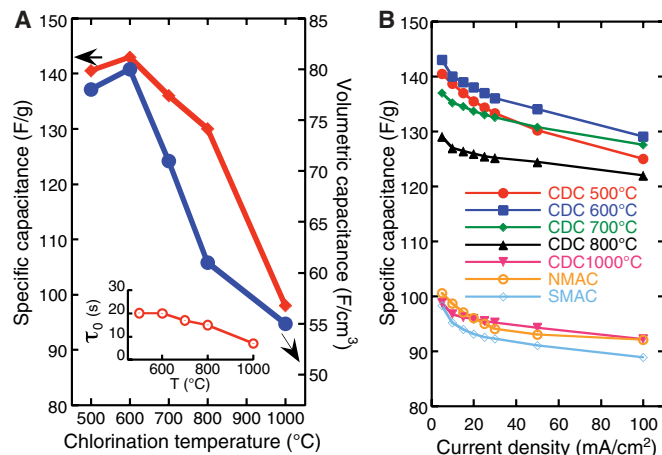 A
Specific capacitance (F/g)
150
140
130
120
110
100
90
80
85
80
75
70
65
60
55
50
Volumetric capacitance (F/cm3)
500 600 700 800 900 1000
Chlorination temperature (°C)
τ0 (s)
30
20
10
0
600 800 1000
T (°C)
B
Specific capacitance (F/g)
150
140
130
120
110
100
90
80
CDC 500°C
CDC 600°C
CDC 700°C
CDC 800°C
CDC1000°C
NMAC
SMAC
0 20 40 60 80 100
Current density (mA/cm2)